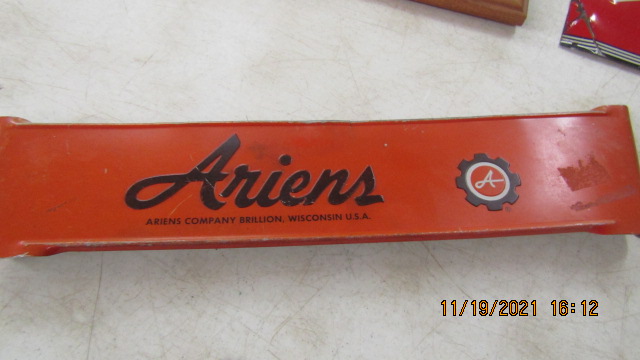 Ariens
ARIENS COMPANY BRILLION, WISCONSIN U.S.A.
A
®
11/19/2021 16:12